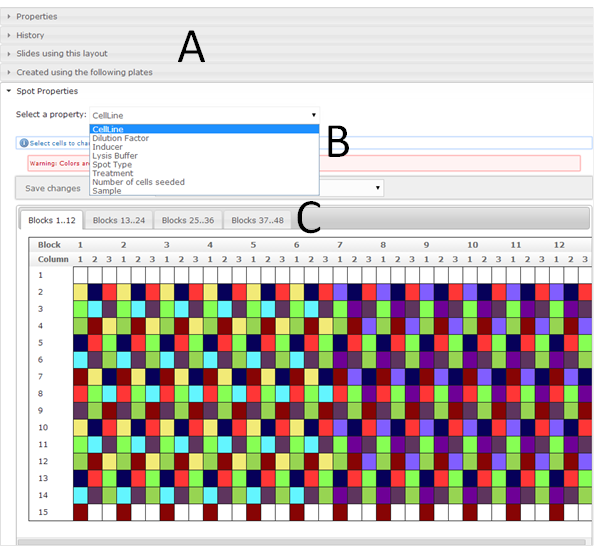 Properties
History
A
Slides using this layout
Created using the following plates
Spot Properties
Select a property: CellLine
CellLine
Dilution Factor
Inducer
Lysis Buffer
Spot Type
Treatment
Number of cells seeded
Sample
B
Select cells to cha
Warning: Colors ar
Save changes
C
Blocks 1..12 Blocks 13..24 Blocks 25..36 Blocks 37..48
Block 1 2 3 4 5 6 7 8 9 10 11 12
Column 1 2 3 1 2 3 1 2 3 1 2 3 1 2 3 1 2 3 1 2 3 1 2 3 1 2 3 1 2 3 1 2 3 1 2 3
1
2
3
4
5
6
7
8
9
10
11
12
13
14
15